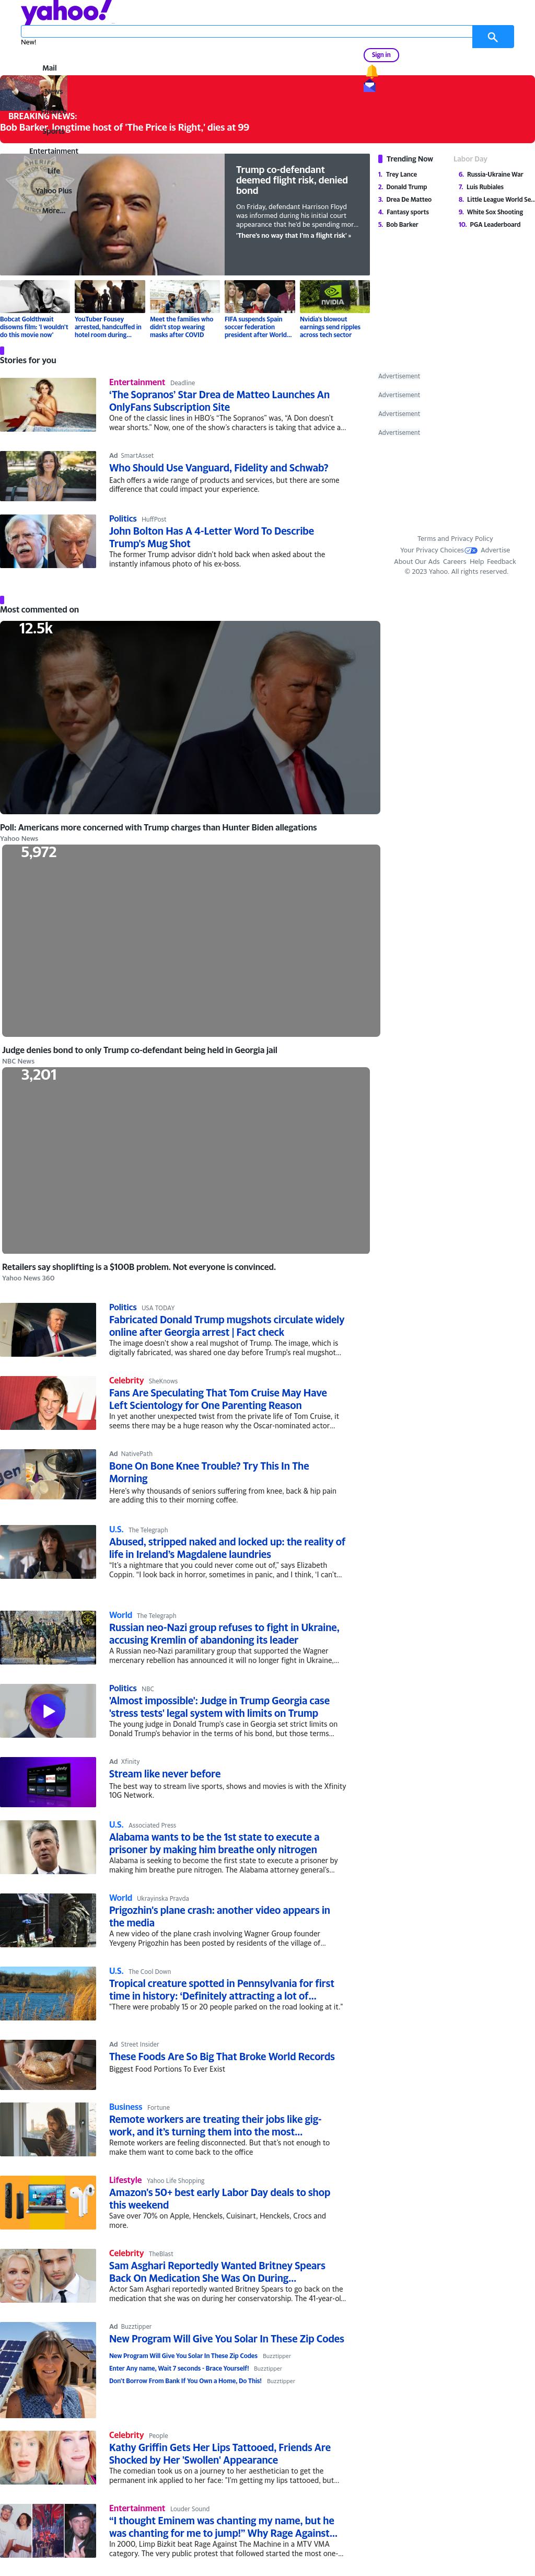 yahoo!
New!
Sign in
Mail
News
BREAKING NEWS:
Bob Barker, longtime host of 'The Price is Right,' dies at 99
Sports
Entertainment
Life
Yahoo Plus
More...
Trump co-defendant
deemed flight risk, denied
bond
On Friday, defendant Harrison Floyd
was informed during his initial court
appearance that he'd be spending mor...
'There's no way that I'm a flight risk' »
Trending Now
Labor Day
1. Trey Lance
2. Donald Trump
3. Drea De Matteo
4. Fantasy sports
5. Bob Barker
6. Russia-Ukraine War
7. Luis Rubiales
8. Little League World Se...
9. White Sox Shooting
10. PGA Leaderboard
NVIDIA
Bobcat Goldthwait
disowns film: 'I wouldn't
do this movie now'
YouTuber Fousey
arrested, handcuffed in
hotel room during...
Meet the families who
didn't stop wearing
masks after COVID
FIFA suspends Spain
soccer federation
president after World...
Nvidia's blowout
earnings send ripples
across tech sector
Stories for you
Entertainment Deadline
‘The Sopranos’ Star Drea de Matteo Launches An
OnlyFans Subscription Site
One of the classic lines in HBO's “The Sopranos” was, “A Don doesn't
wear shorts.” Now, one of the show's characters is taking that advice a...
Ad SmartAsset
Who Should Use Vanguard, Fidelity and Schwab?
Each offers a wide range of products and services, but there are some
difference that could impact your experience.
Politics HuffPost
John Bolton Has A 4-Letter Word To Describe
Trump's Mug Shot
The former Trump advisor didn't hold back when asked about the
instantly infamous photo of his ex-boss.
Advertisement
Advertisement
Advertisement
Advertisement
Terms and Privacy Policy
Your Privacy Choices Advertise
About Our Ads Careers Help Feedback
© 2023 Yahoo. All rights reserved.
Most commented on
12.5k
Poll: Americans more concerned with Trump charges than Hunter Biden allegations
Yahoo News
5,972
Judge denies bond to only Trump co-defendant being held in Georgia jail
NBC News
3,201
Retailers say shoplifting is a $100B problem. Not everyone is convinced.
Yahoo News 360
Politics USA TODAY
Fabricated Donald Trump mugshots circulate widely
online after Georgia arrest | Fact check
The image doesn't show a real mugshot of Trump. The image, which is
digitally fabricated, was shared one day before Trump's real mugshot...
Celebrity SheKnows
Fans Are Speculating That Tom Cruise May Have
Left Scientology for One Parenting Reason
In yet another unexpected twist from the private life of Tom Cruise, it
seems there may be a huge reason why the Oscar-nominated actor...
Ad NativePath
Bone On Bone Knee Trouble? Try This In The
Morning
Here's why thousands of seniors suffering from knee, back & hip pain
are adding this to their morning coffee.
U.S. The Telegraph
Abused, stripped naked and locked up: the reality of
life in Ireland's Magdalene laundries
“It's a nightmare that you could never come out of,” says Elizabeth
Coppin. “I look back in horror, sometimes in panic, and I think, ‘I can't...
World The Telegraph
Russian neo-Nazi group refuses to fight in Ukraine,
accusing Kremlin of abandoning its leader
A Russian neo-Nazi paramilitary group that supported the Wagner
mercenary rebellion has announced it will no longer fight in Ukraine,...
Politics NBC
'Almost impossible': Judge in Trump Georgia case
'stress tests' legal system with limits on Trump
The young judge in Donald Trump's case in Georgia set strict limits on
Donald Trump's behavior in the terms of his bond, but those terms...
Ad Xfinity
Stream like never before
The best way to stream live sports, shows and movies is with the Xfinity
10G Network.
U.S. Associated Press
Alabama wants to be the 1st state to execute a
prisoner by making him breathe only nitrogen
Alabama is seeking to become the first state to execute a prisoner by
making him breathe pure nitrogen. The Alabama attorney general's...
World Ukrayinska Pravda
Prigozhin's plane crash: another video appears in
the media
A new video of the plane crash involving Wagner Group founder
Yevgeny Prigozhin has been posted by residents of the village of...
U.S. The Cool Down
Tropical creature spotted in Pennsylvania for first
time in history: ‘Definitely attracting a lot of...
"There were probably 15 or 20 people parked on the road looking at it."
Ad Street Insider
These Foods Are So Big That Broke World Records
Biggest Food Portions To Ever Exist
Business Fortune
Remote workers are treating their jobs like gig-
work, and it's turning them into the most...
Remote workers are feeling disconnected. But that's not enough to
make them want to come back to the office
Lifestyle Yahoo Life Shopping
Amazon's 50+ best early Labor Day deals to shop
this weekend
Save over 70% on Apple, Henckels, Cuisinart, Henckels, Crocs and
more.
Celebrity TheBlast
Sam Asghari Reportedly Wanted Britney Spears
Back On Medication She Was On During...
Actor Sam Asghari reportedly wanted Britney Spears to go back on the
medication that she was on during her conservatorship. The 41-year-ol...
Ad Buzztipper
New Program Will Give You Solar In These Zip Codes
New Program Will Give You Solar In These Zip Codes Buzztipper
Enter Any name, Wait 7 seconds - Brace Yourself! Buzztipper
Don't Borrow From Bank If You Own a Home, Do This! Buzztipper
Celebrity People
Kathy Griffin Gets Her Lips Tattooed, Friends Are
Shocked by Her 'Swollen' Appearance
The comedian took us on a journey to her aesthetician to get the
permanent ink applied to her face: "I'm getting my lips tattooed, but...
Entertainment Louder Sound
“I thought Eminem was chanting my name, but he
was chanting for me to jump!” Why Rage Against...
In 2000, Limp Bizkit beat Rage Against The Machine in a MTV VMA
category. The very public protest that followed started the most one-...